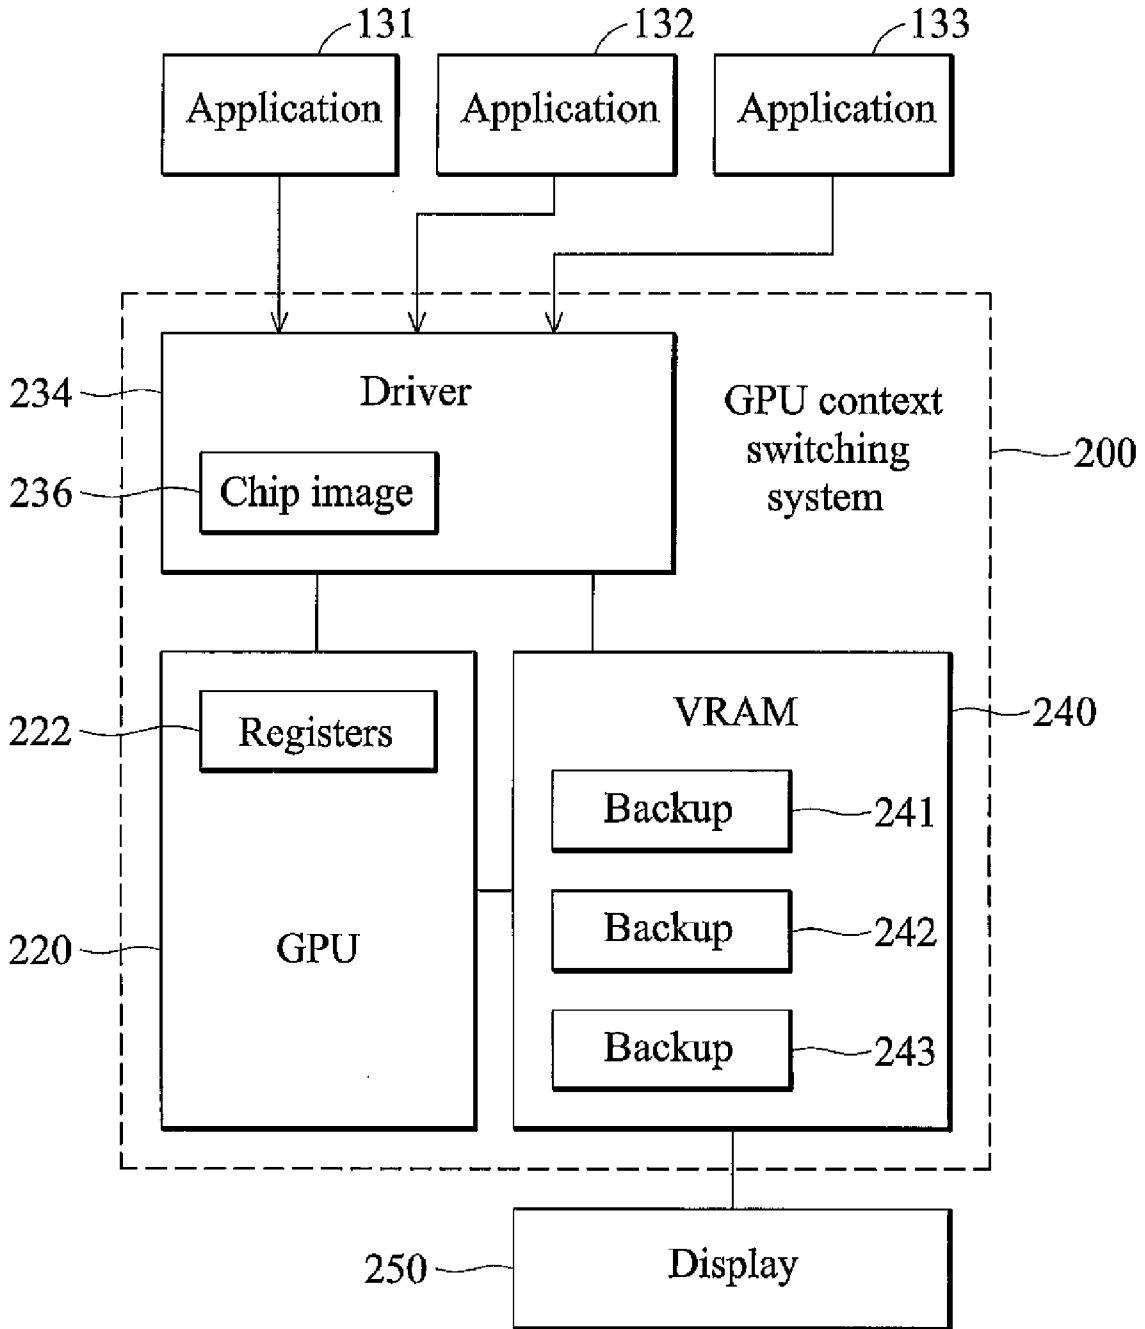 131
132
133
Application
Application
Application
234
Driver
GPU context
switching
system
200
236
Chip image
222
Registers
VRAM
240
Backup
241
Backup
242
220
GPU
Backup
243
250
Display